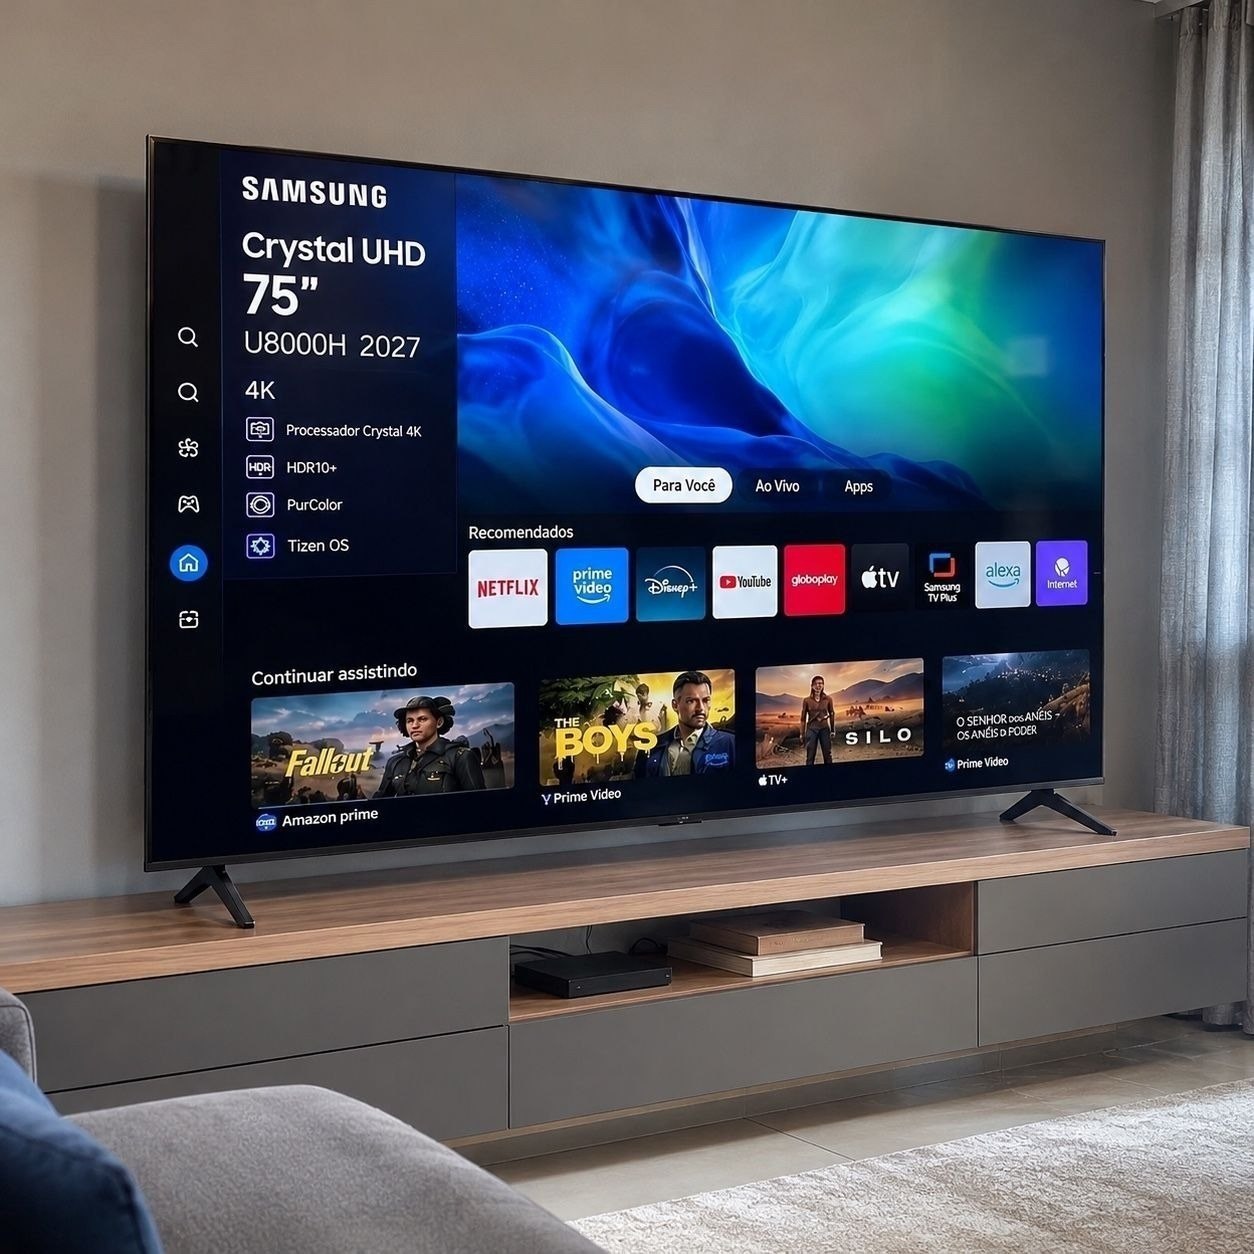 SAMSUNG
Crystal UHD
75”
U8000H 2027
4K
Processador Crystal 4K
HDR
HDR10+
PurColor
Tizen OS
Para Você
Ao Vivo
Apps
Recomendados
NETFLIX
prime
video
Disney+
YouTube
globoplay
tv
Samsung
TV Plus
alexa
Internet
Continuar assistindo
Fallout
THE
BOYS
SILO
O SENHOR DOS ANÉIS –
OS ANÉIS D PODER
Amazon prime
Prime Video
TV+
Prime Video